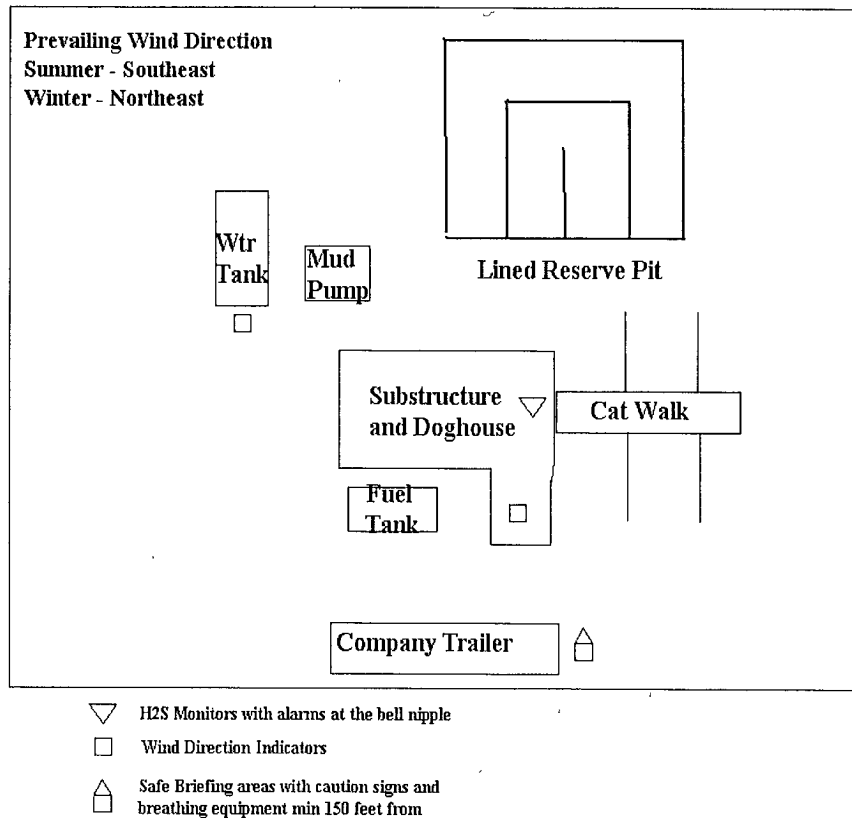 Prevailing Wind Direction
Summer - Southeast
Winter - Northeast
Wtr
Tank
Mud
Pump
Lined Reserve Pit
Substructure
and Doghouse
Cat Walk
Fuel
Tank
Company Trailer
H2S Monitors with alarms at the bell nipple
Wind Direction Indicators
Safe Briefing areas with caution signs and
breathing equipment min 150 feet from